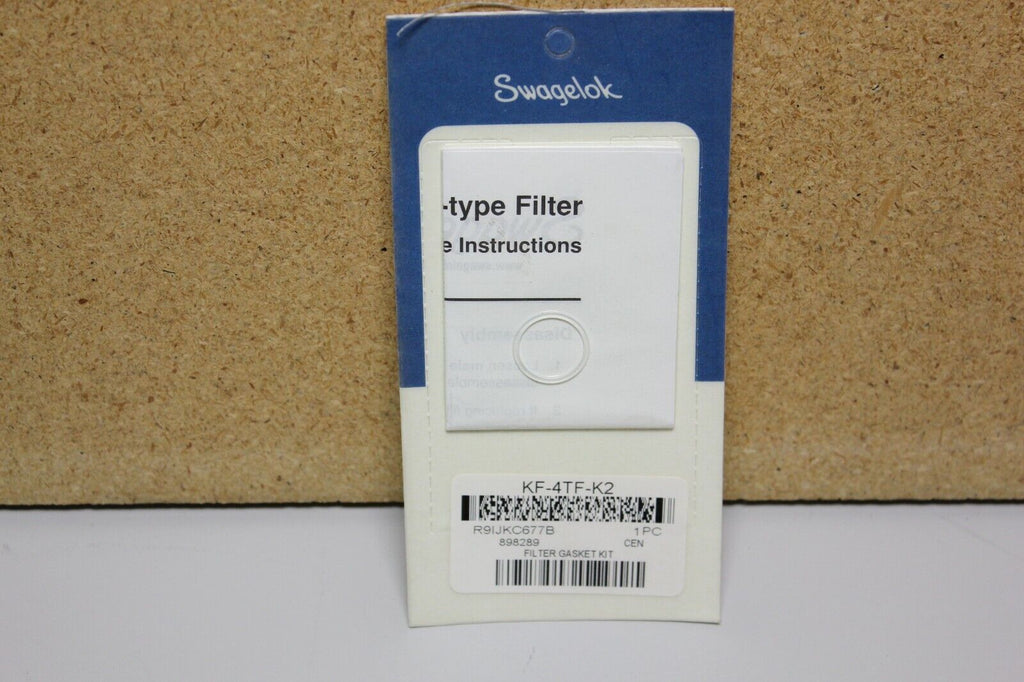 Swagelok
-type Filter
e Instructions
KF-4TF-K2
R9IJKC677B 1PC
898289 CEN
FILTER GASKET KIT